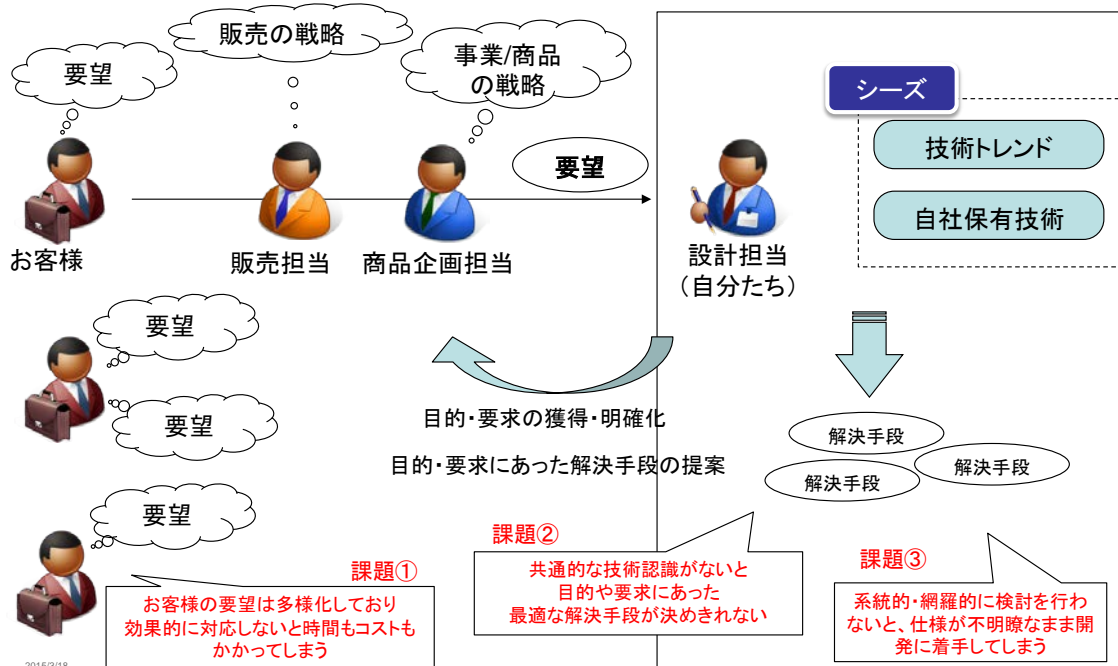 販売の戦略
事業/商品
の戦略
要望
シーズ
技術トレンド
要望
自社保有技術
お客様
販売担当
商品企画担当
設計担当
(自分たち)
要望
要望
目的・要求の獲得・明確化
目的・要求にあった解決手段の提案
解決手段
解決手段
解決手段
要望
課題①
お客様の要望は多様化しており
効果的に対応しないと時間もコストも
かかってしまう
課題②
共通的な技術認識がないと
目的や要求にあった
最適な解決手段が決めきれない
課題③
系統的・網羅的に検討を行わ
ないと、仕様が不明瞭なまま開
発に着手してしまう
2015/3/18